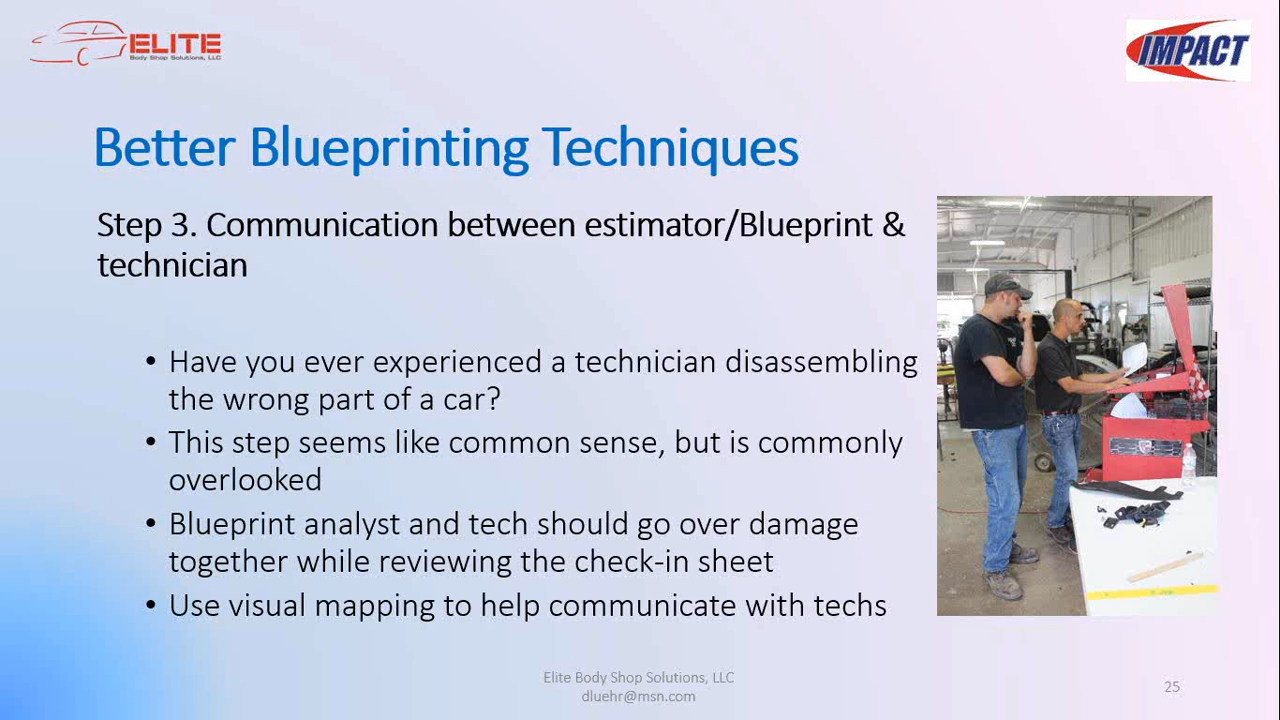 ELITE
Body Shop Solutions, LLC
IMPACT
Better Blueprinting Techniques
Step 3. Communication between estimator/Blueprint &
technician
• Have you ever experienced a technician disassembling
the wrong part of a car?
• This step seems like common sense, but is commonly
overlooked
• Blueprint analyst and tech should go over damage
together while reviewing the check-in sheet
• Use visual mapping to help communicate with techs
Elite Body Shop Solutions, LLC
dluehr@msn.com
25